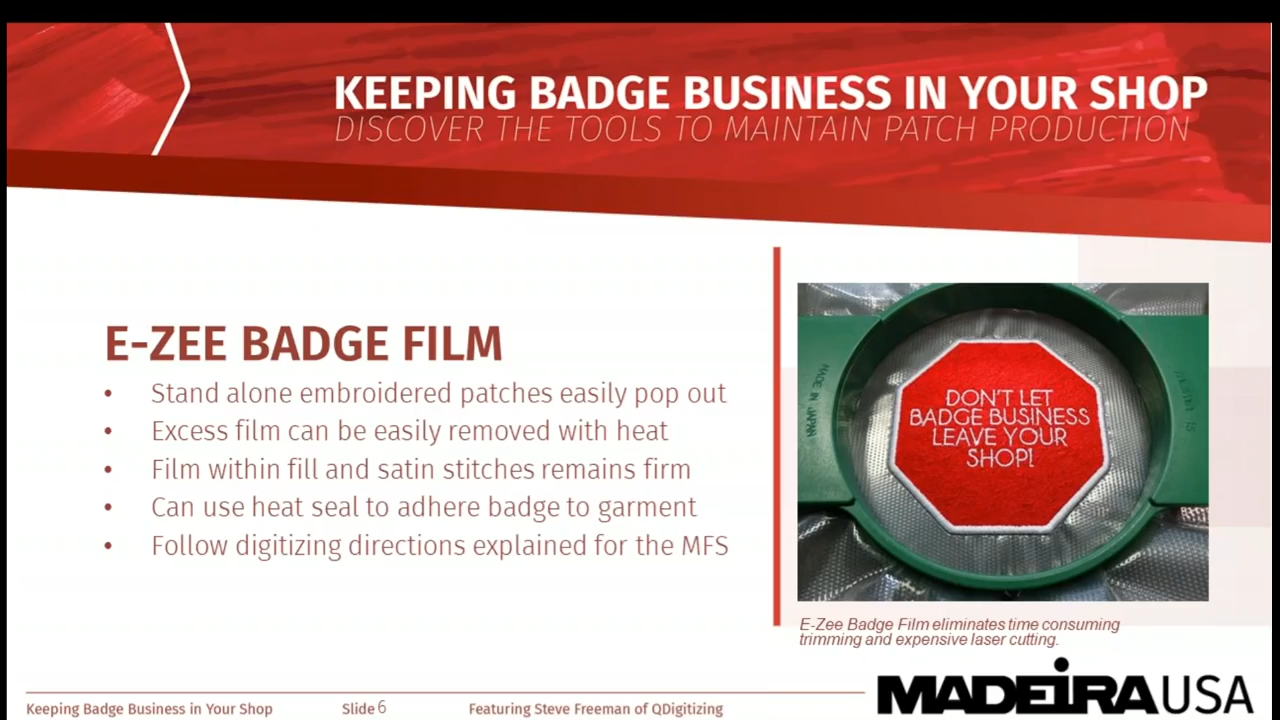 KEEPING BADGE BUSINESS IN YOUR SHOP
DISCOVER THE TOOLS TO MAINTAIN PATCH PRODUCTION
E-ZEE BADGE FILM
• Stand alone embroidered patches easily pop out
• Excess film can be easily removed with heat
• Film within fill and satin stitches remains firm
• Can use heat seal to adhere badge to garment
• Follow digitizing directions explained for the MFS
MADE IN JAPAN
DON'T LET
BADGE BUSINESS
LEAVE YOUR
SHOP!
E-Zee Badge Film eliminates time consuming
trimming and expensive laser cutting.
Keeping Badge Business in Your Shop
Slide 6
Featuring Steve Freeman of QDigitizing
MADEIRA USA